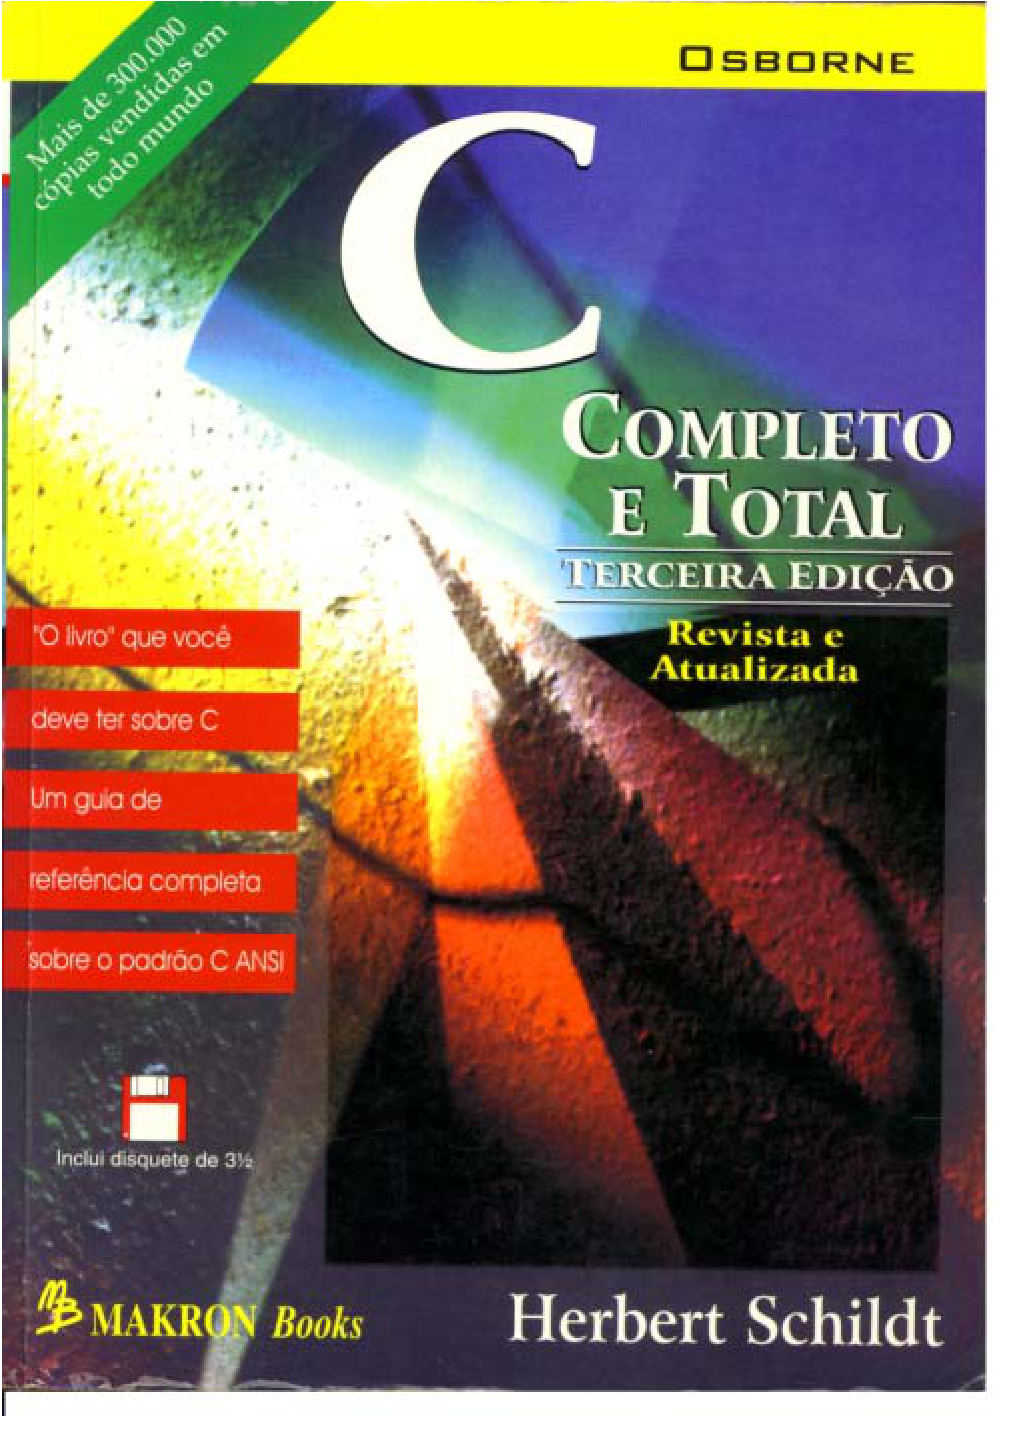 Mais de 300.000
cópias vendidas em
todo mundo
OSBORNE
C
COMPLETO
E TOTAL
TERCEIRA EDIÇÃO
Revista e
Atualizada
"O livro" que você
deve ter sobre C
Um guia de
referência completa
sobre o padrão C ANSI
Inclui disquete de 3½
MB MAKRON Books
Herbert Schildt